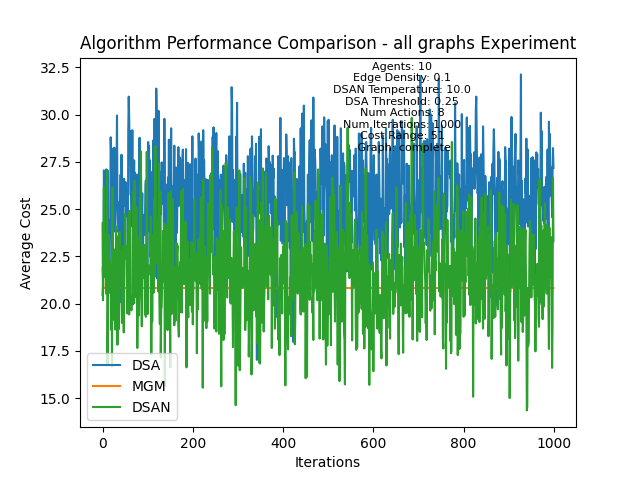 Algorithm Performance Comparison - all graphs Experiment
Agents: 10
Edge Density: 0.1
DSAN Temperature: 10.0
DSA Threshold: 0.25
Num Actions: 8
Num Iterations: 1000
Cost Range: 51
Graph: complete
Average Cost
32.5
30.0
27.5
25.0
22.5
20.0
17.5
15.0
DSA
MGM
DSAN
0 200 400 600 800 1000
Iterations